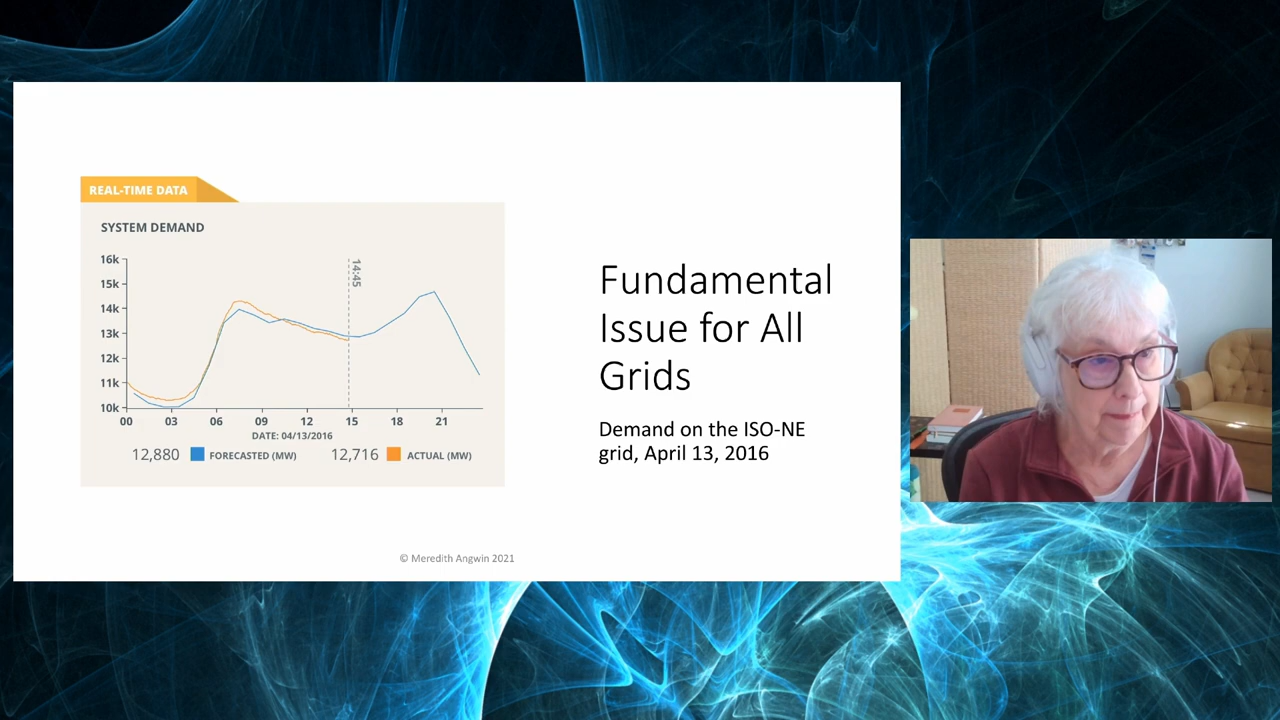 REAL-TIME DATA
SYSTEM DEMAND
16k
15k
14k
13k
12k
11k
10k
14:45
00 03 06 09 12 15 18 21
DATE: 04/13/2016
12,880 FORECASTED (MW) 12,716 ACTUAL (MW)
Fundamental
Issue for All
Grids
Demand on the ISO-NE
grid, April 13, 2016
© Meredith Angwin 2021